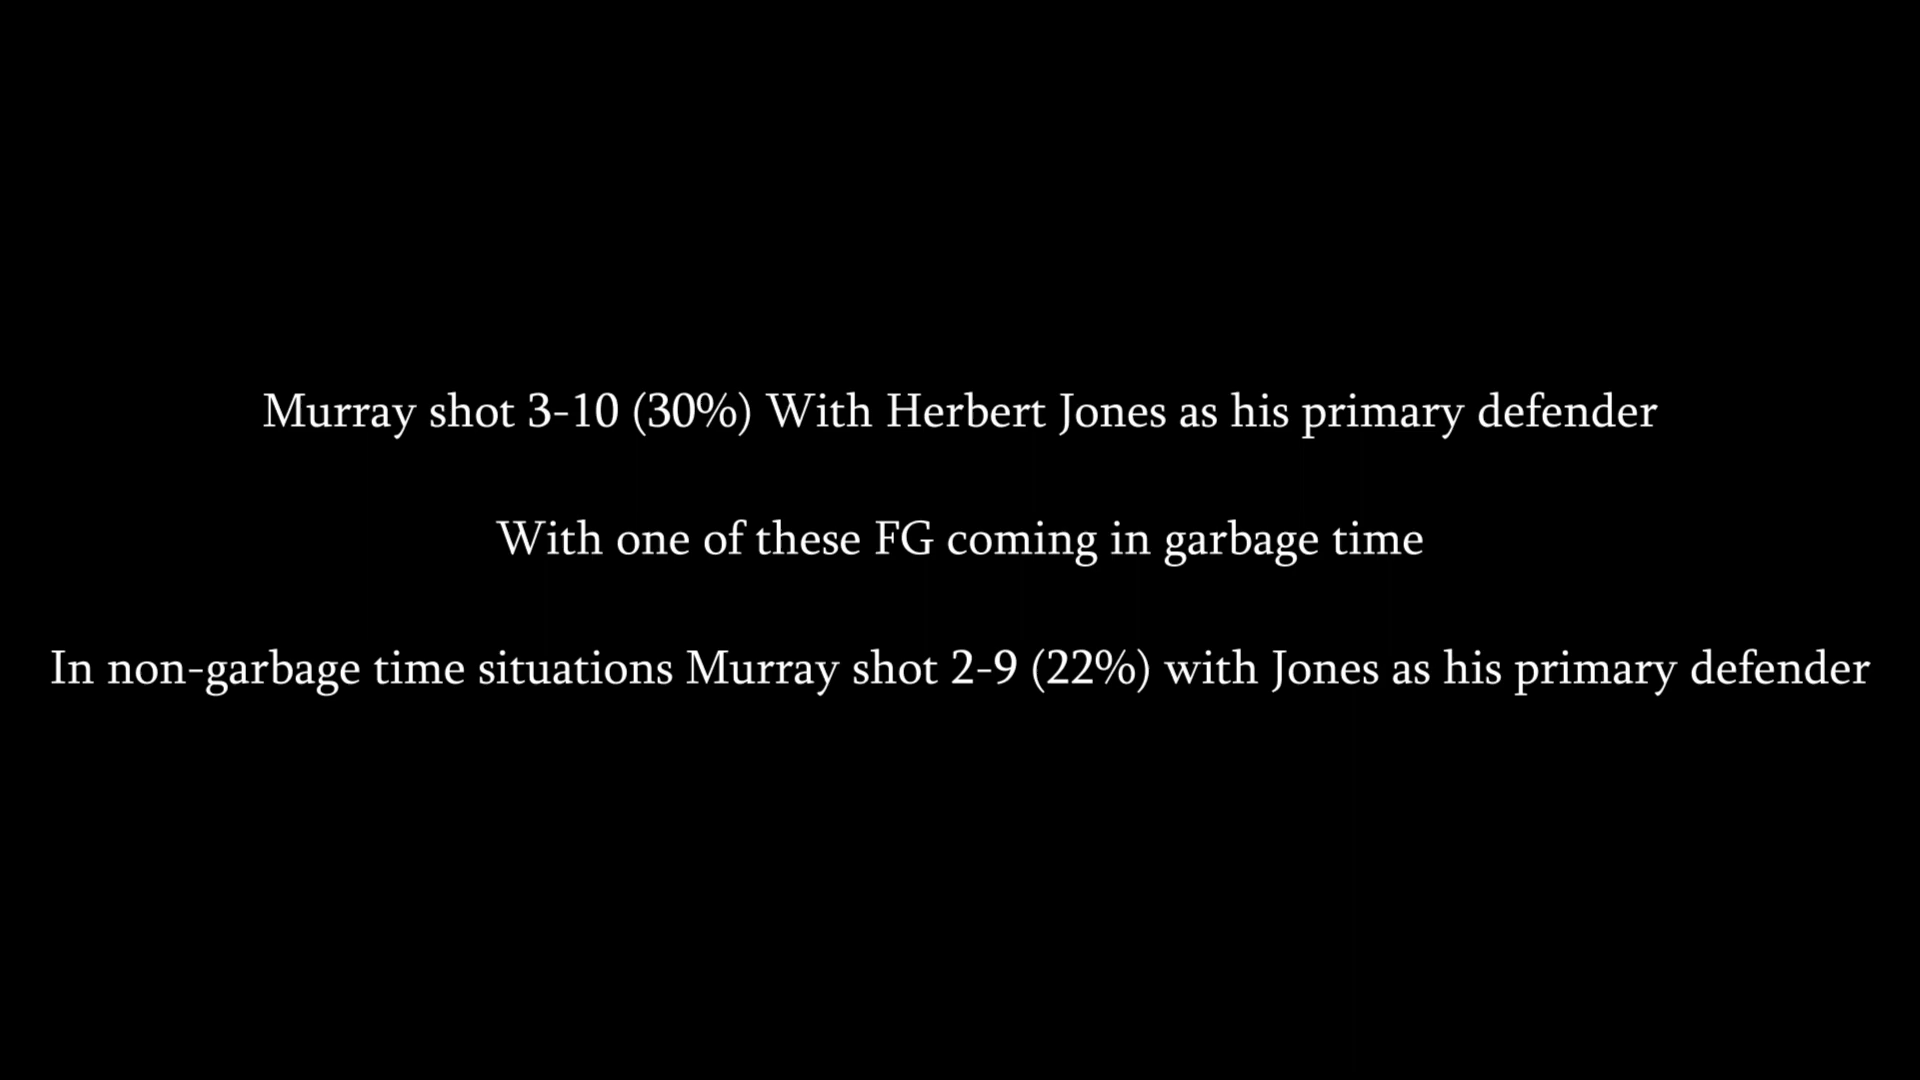 Murray shot 3-10 (30%) With Herbert Jones as his primary defender
With one of these FG coming in garbage time
In non-garbage time situations Murray shot 2-9 (22%) with Jones as his primary defender